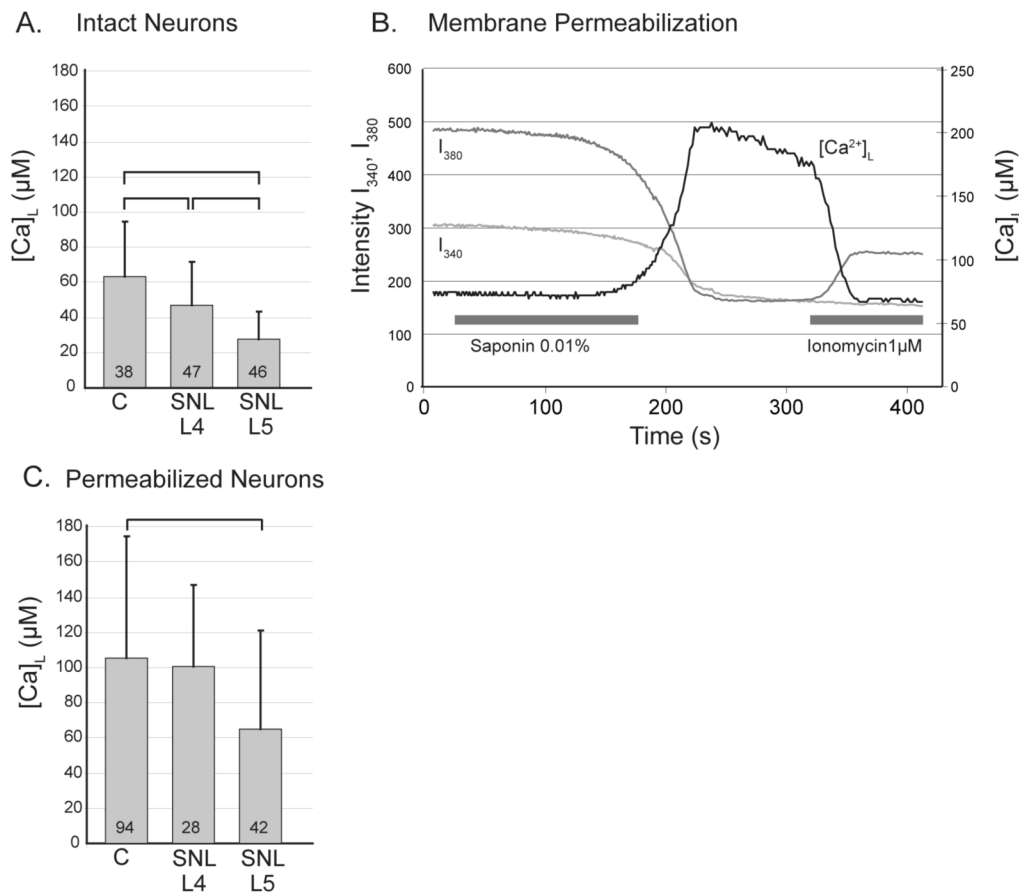 A. Intact Neurons
180
160
140
120
100
80
60
40
20
0
[Ca]L (µM)
38
47
46
C
SNL L4
SNL L5
B. Membrane Permeabilization
600
500
400
300
200
100
0
Intensity I340, I380
I380
I340
[Ca2+]L
250
200
150
100
50
0
[Ca]L (µM)
Saponin 0.01%
Ionomycin1µM
0
100
200
300
400
Time (s)
C. Permeabilized Neurons
180
160
140
120
100
80
60
40
20
0
[Ca]L (µM)
94
28
42
C
SNL L4
SNL L5